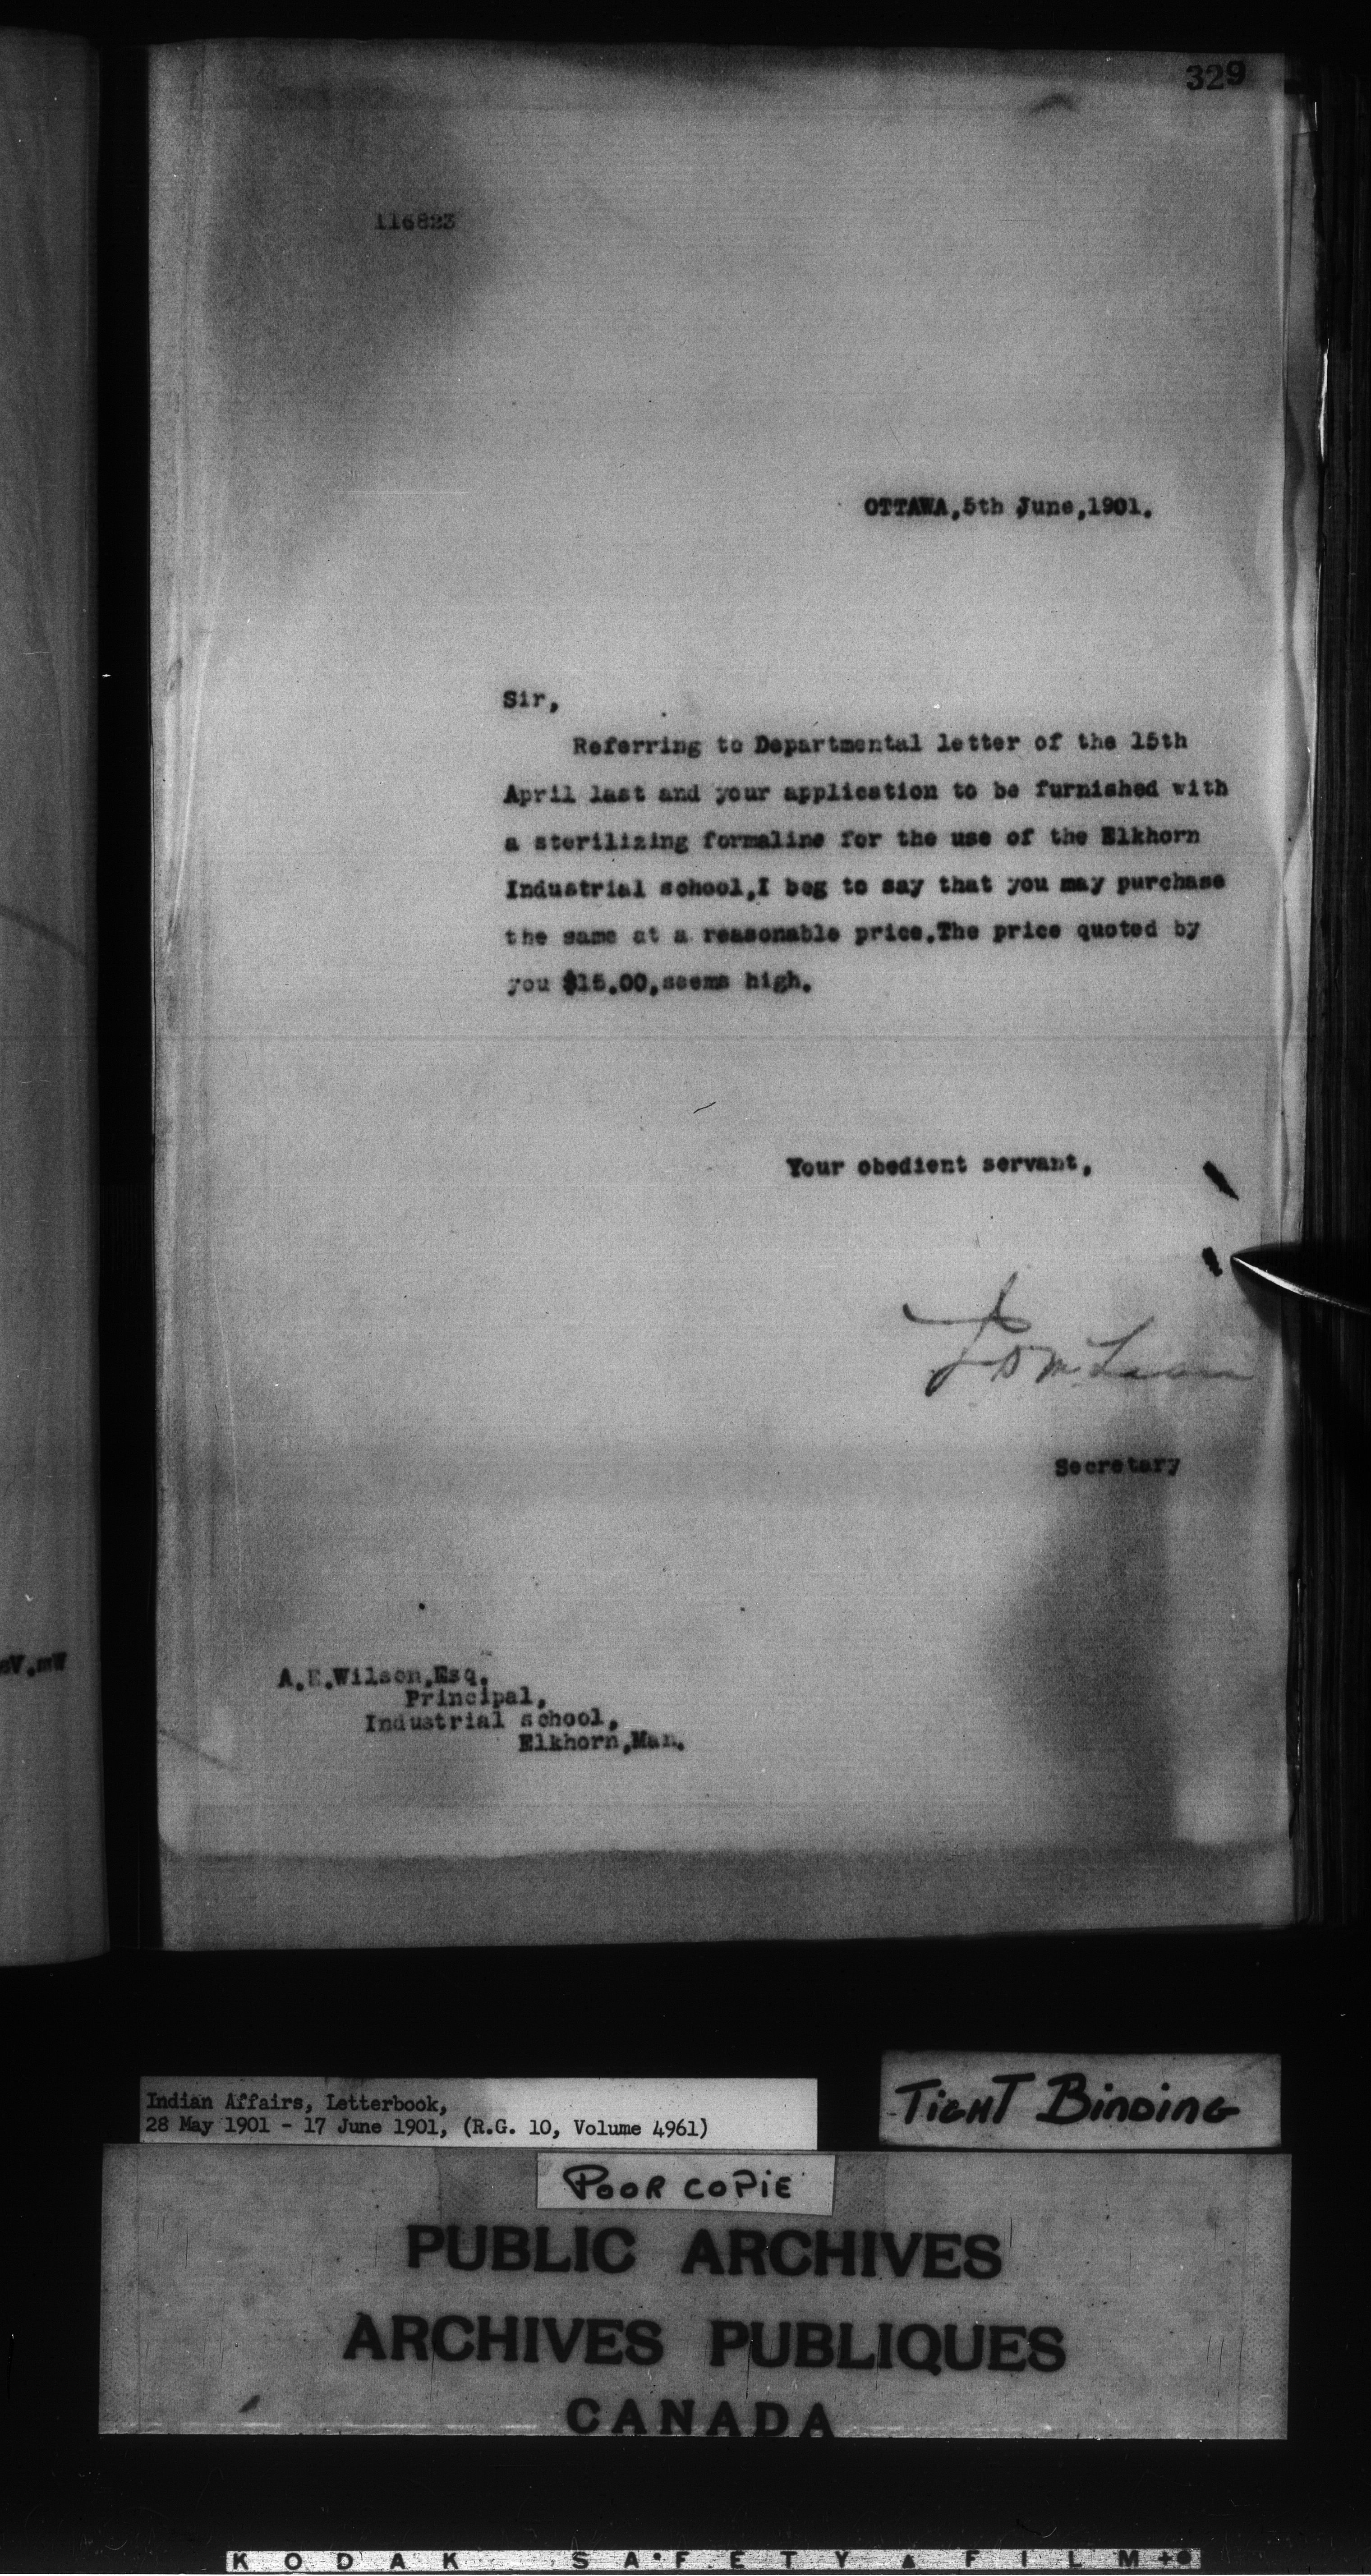 329
116823
OTTAWA,5th June,1901.
Sir,
Referring to Departmental letter of the 15th
April last and your application to be furnished with
a sterilizing formaline for the use of the Elkhorn
Industrial school,I beg to say that you may purchase
the same at a reasonable price.The price quoted by
you $15.00,seems high.
Your obedient servant,
Secretary
A.E.Wilson,Esq.
Principal,
Industrial school,
Elkhorn,Man.
Indian Affairs, Letterbook,
28 May 1901 - 17 June 1901, (R.G. 10, Volume 4961)
TIGHT BINDING
POOR COPIE
PUBLIC ARCHIVES
ARCHIVES PUBLIQUES
CANADA
KODAK SAFETY FILM